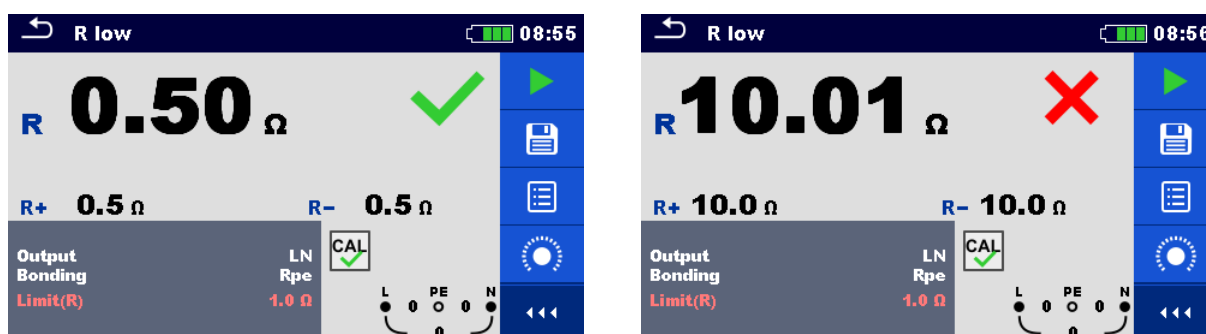 R low 08:55
R 0.50 Ω
R+ 0.5 Ω R- 0.5 Ω
Output LN
Bonding Rpe
Limit(R) 1.0 Ω
CAL
L PE N
0 0
0
R low 08:56
R 10.01 Ω
R+ 10.0 Ω R- 10.0 Ω
Output LN
Bonding Rpe
Limit(R) 1.0 Ω
CAL
L PE N
0 0
0